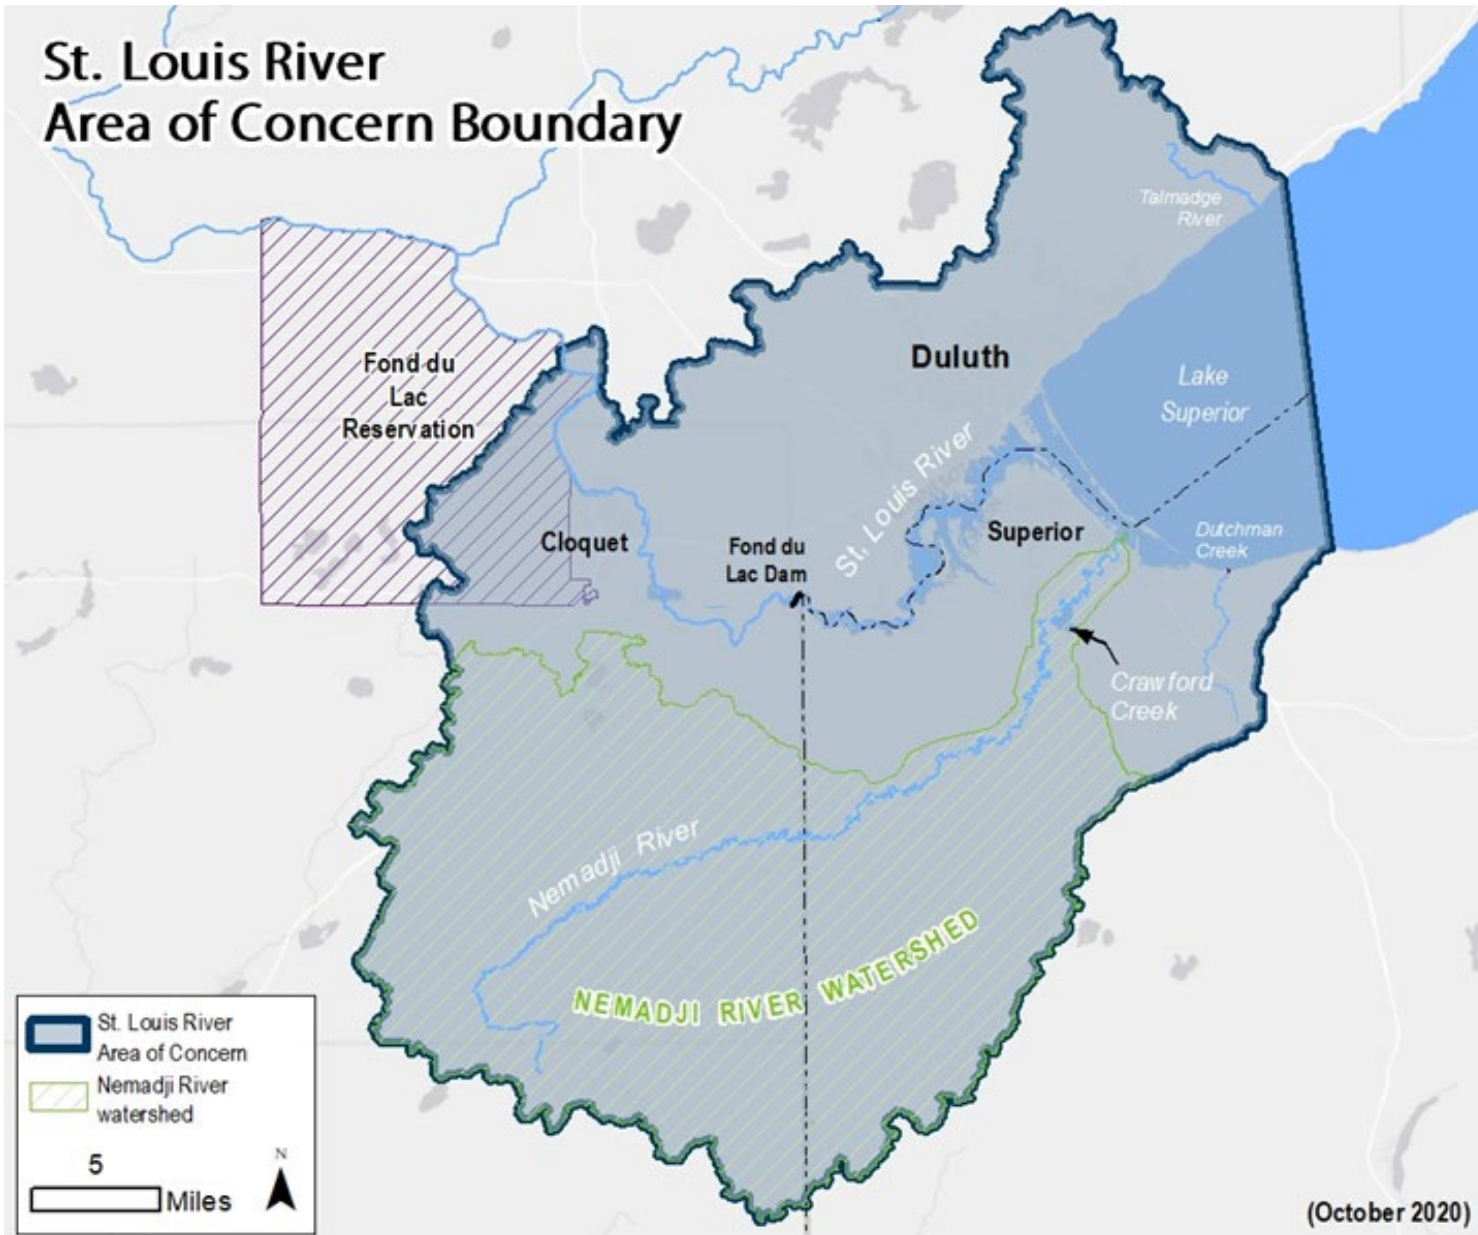 St. Louis River
Area of Concern Boundary
Talmadge
River
Fond du
Lac
Reservation
Duluth
Lake
Superior
St. Louis River
Cloquet
Fond du
Lac Dam
Superior
Dutchman
Creek
Crawford
Creek
Nemadji River
NEMADJI RIVER WATERSHED
St. Louis River
Area of Concern
Nemadji River
watershed
5
Miles
N
(October 2020)